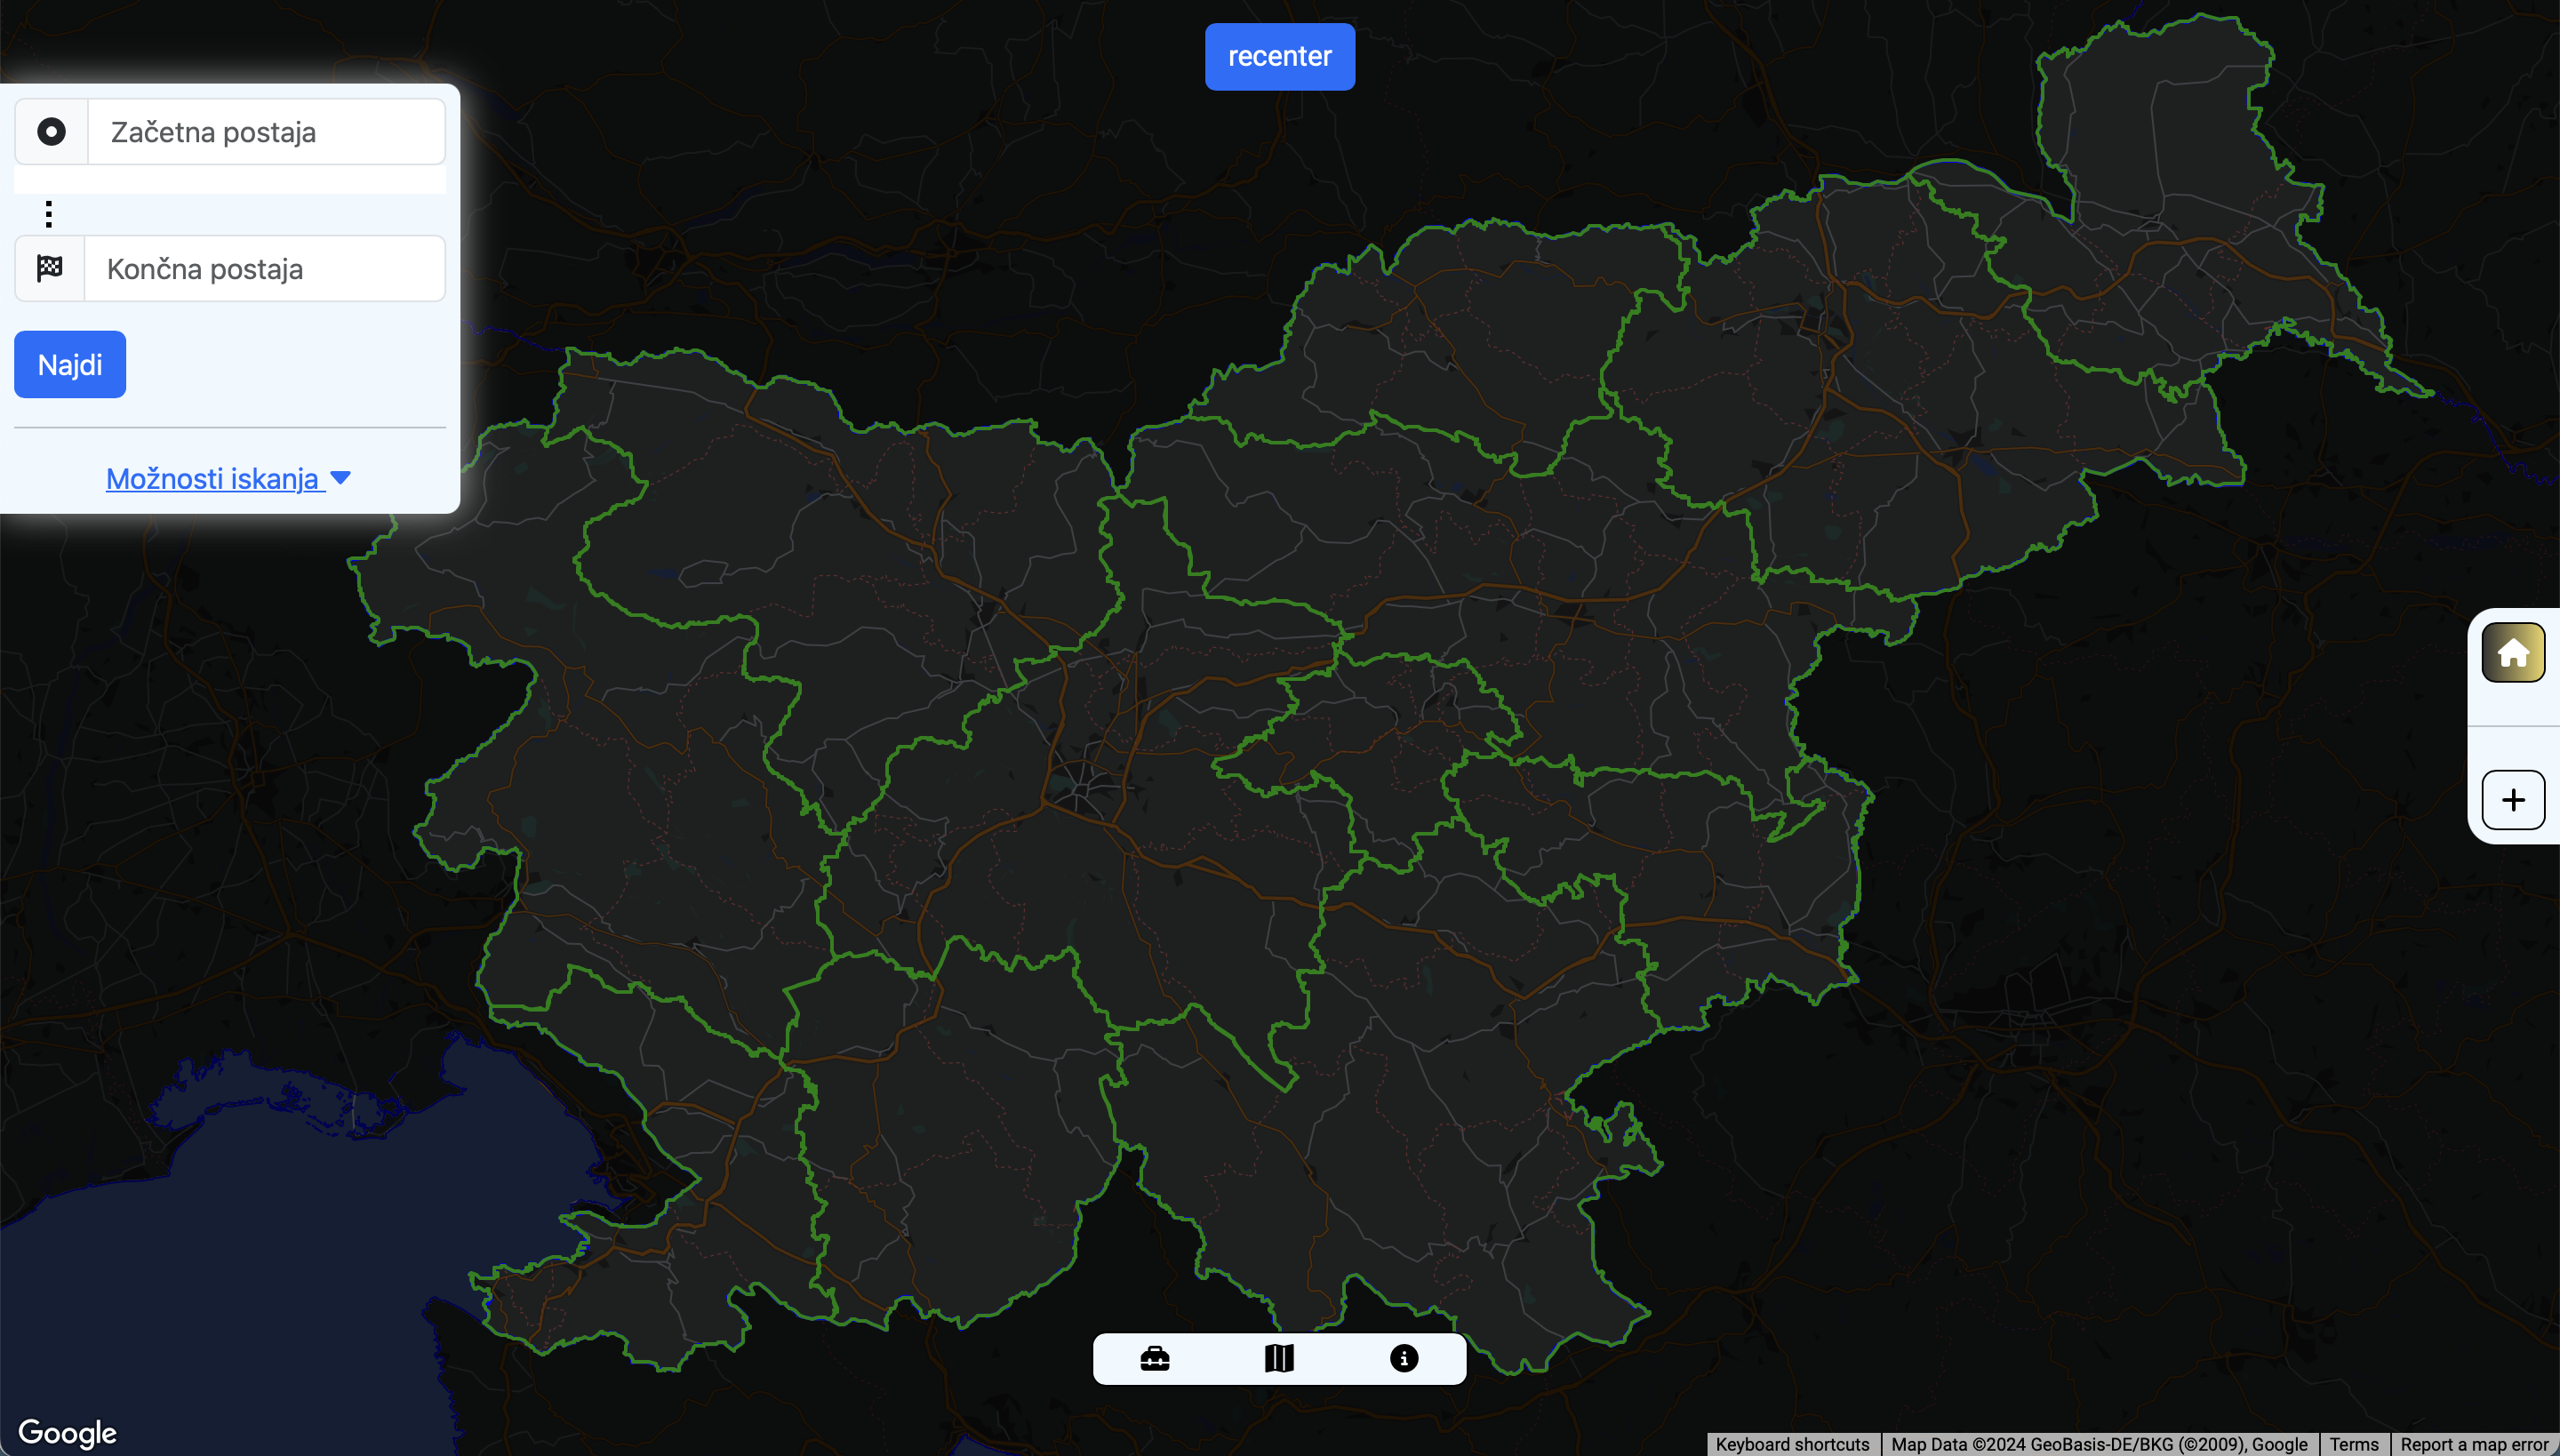 recenter
Začetna postaja
Končna postaja
Najdi
Možnosti iskanja
Google
Keyboard shortcuts
Map Data ©2024 GeoBasis-DE/BKG (©2009), Google
Terms
Report a map error